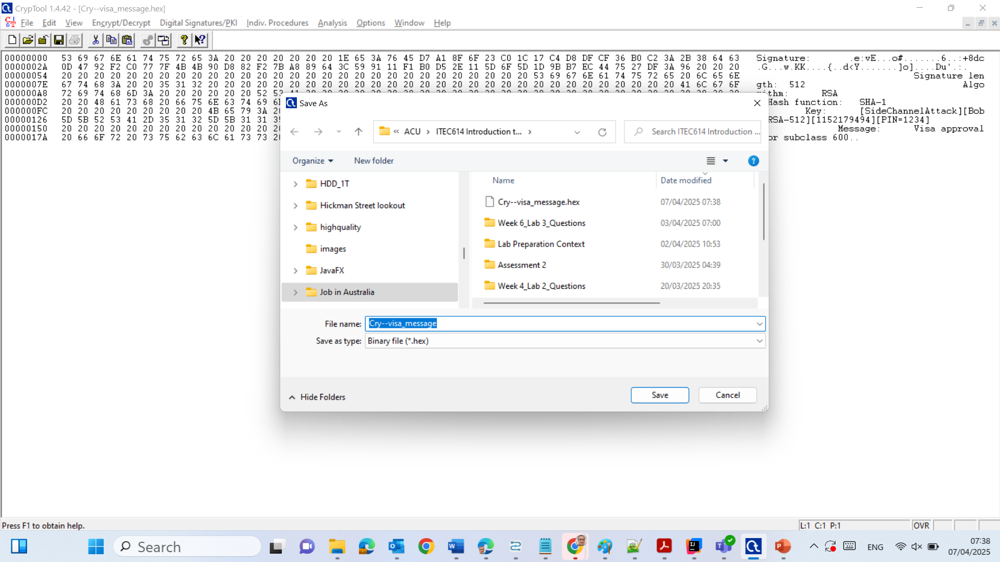 CrypTool 1.4.42 - [Cry--visa_message.hex]
File Edit View Encrypt/Decrypt Digital Signatures/PKI Indiv. Procedures Analysis Options Window Help
00000000 53 69 67 6E 61 74 75 72 65 3A 20 20 20 20 20 20 20 1E 65 3A 76 45 D7 A1 8F 6F 23 C0 1C 17 C4 D8 DF CF 36 B0 C2 3A 2B 38 64 63 Signature: .e:vE...o#.......6..:+8dc
0000002A 0D 47 92 F2 C0 77 7F 4B 4B 90 D8 82 F2 7B A8 89 64 3C 59 91 11 F1 B0 D5 2E 11 5D 6F 5D 1D 9B B7 EC 44 75 27 DF 3A 96 20 20 20 .G...w.KK....{..d<Y.......]o]....Du'.:.
00000054 20 20 20 20 20 20 20 20 20 20 20 20 20 20 20 20 20 20 20 20 20 20 20 20 20 20 20 20 20 53 69 67 6E 61 74 75 72 65 20 6C 65 6E Signature len
0000007E 67 74 68 3A 20 20 35 31 32 20 20 20 20 20 20 20 20 20 20 20 20 20 20 20 20 20 20 20 20 20 20 20 20 20 20 20 20 20 41 6C 67 6F gth: 512 Algo
000000A8 72 69 74 68 6D 3A 20 20 20 20 20 20 52 53 RSA
000000D2 20 20 48 61 73 68 20 66 75 6E 63 74 69 Hash function: SHA-1
000000FC 20 20 20 20 20 20 20 20 20 4B 65 79 3A Key: [SideChannelAttack][Bob
00000126 5D 5B 52 53 41 2D 35 31 32 5D 5B 31 31 RSA-512][1152179494][PIN=1234]
00000150 20 20 20 20 20 20 20 20 20 20 20 20 20 Message: Visa approval
0000017A 20 66 6F 72 20 73 75 62 63 6C 61 73 73 or subclass 600..
Save As
« ACU › ITEC614 Introduction t... ›
Search ITEC614 Introduction ...
Organize New folder
HDD_1T
Hickman Street lookout
highquality
images
JavaFX
Job in Australia
Name Date modified
Cry--visa_message.hex 07/04/2025 07:38
Week 6_Lab 3_Questions 03/04/2025 07:00
Lab Preparation Context 02/04/2025 10:53
Assessment 2 30/03/2025 04:39
Week 4_Lab 2_Questions 20/03/2025 20:35
File name: Cry--visa_message
Save as type: Binary file (*.hex)
Hide Folders Save Cancel
Press F1 to obtain help.
L:1 C:1 P:1 OVR
Search
ENG
07:38
07/04/2025